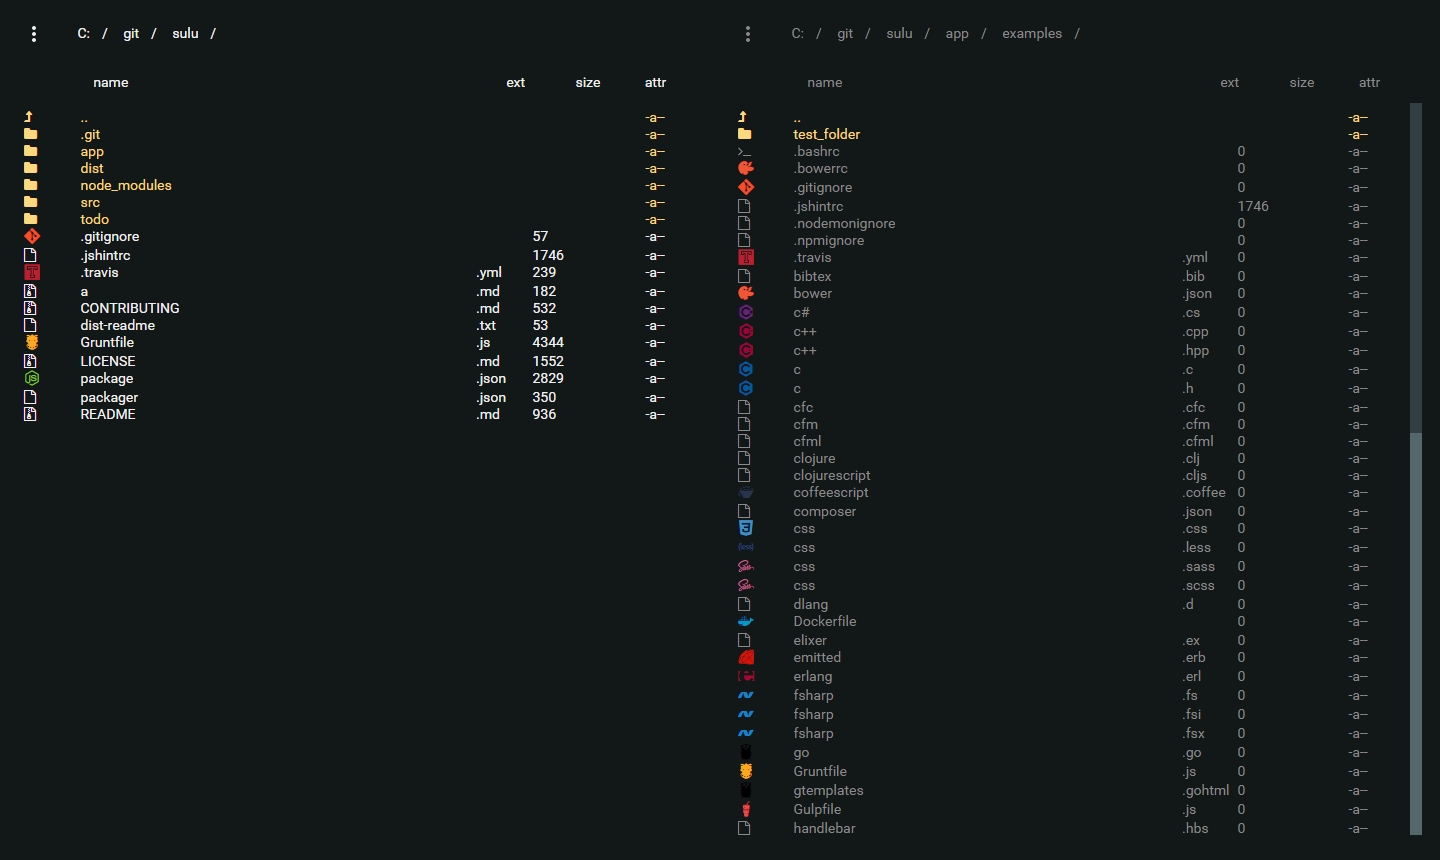 C: / git / sulu /
name ext size attr
.. -a--
.git -a--
app -a--
dist -a--
node_modules -a--
src -a--
todo -a--
.gitignore 57 -a--
.jshintrc 1746 -a--
.travis .yml 239 -a--
a .md 182 -a--
CONTRIBUTING .md 532 -a--
dist-readme .txt 53 -a--
Gruntfile .js 4344 -a--
LICENSE .md 1552 -a--
package .json 2829 -a--
packager .json 350 -a--
README .md 936 -a--
C: / git / sulu / app / examples /
name ext size attr
.. -a--
test_folder -a--
.bashrc 0 -a--
.bowerrc 0 -a--
.gitignore 0 -a--
.jshintrc 1746 -a--
.nodemonignore 0 -a--
.npmignore 0 -a--
.travis .yml 0 -a--
bibtex .bib 0 -a--
bower .json 0 -a--
c# .cs 0 -a--
c++ .cpp 0 -a--
c++ .hpp 0 -a--
c .c 0 -a--
c .h 0 -a--
cfc .cfc 0 -a--
cfm .cfm 0 -a--
cfml .cfml 0 -a--
clojure .clj 0 -a--
clojurescript .cljs 0 -a--
coffeescript .coffee 0 -a--
composer .json 0 -a--
css .css 0 -a--
css .less 0 -a--
css .sass 0 -a--
css .scss 0 -a--
dlang .d 0 -a--
Dockerfile 0 -a--
elixer .ex 0 -a--
emitted .erb 0 -a--
erlang .erl 0 -a--
fsharp .fs 0 -a--
fsharp .fsi 0 -a--
fsharp .fsx 0 -a--
go .go 0 -a--
Gruntfile .js 0 -a--
gtemplates .gohtml 0 -a--
Gulpfile .js 0 -a--
handlebar .hbs 0 -a--